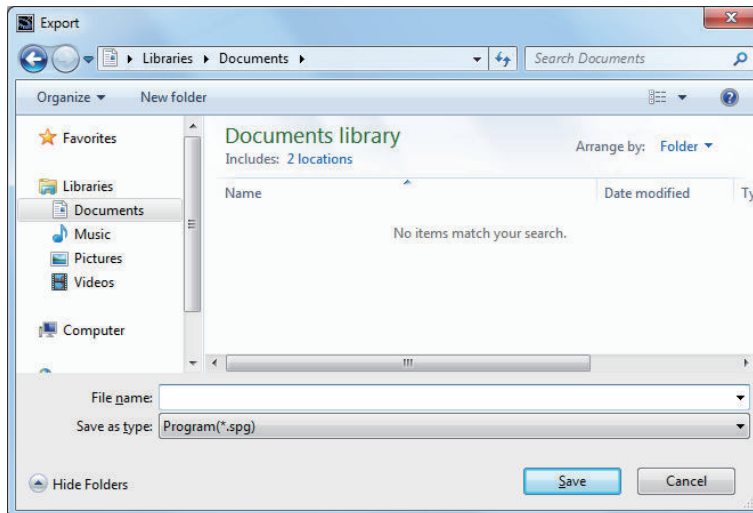 Export
Libraries Documents
Search Documents
Organize New folder
Favorites
Libraries
Documents
Music
Pictures
Videos
Computer
Documents library
Includes: 2 locations
Arrange by: Folder
Name Date modified Ty
No items match your search.
File name:
Save as type: Program(*.spg)
Hide Folders
Save Cancel